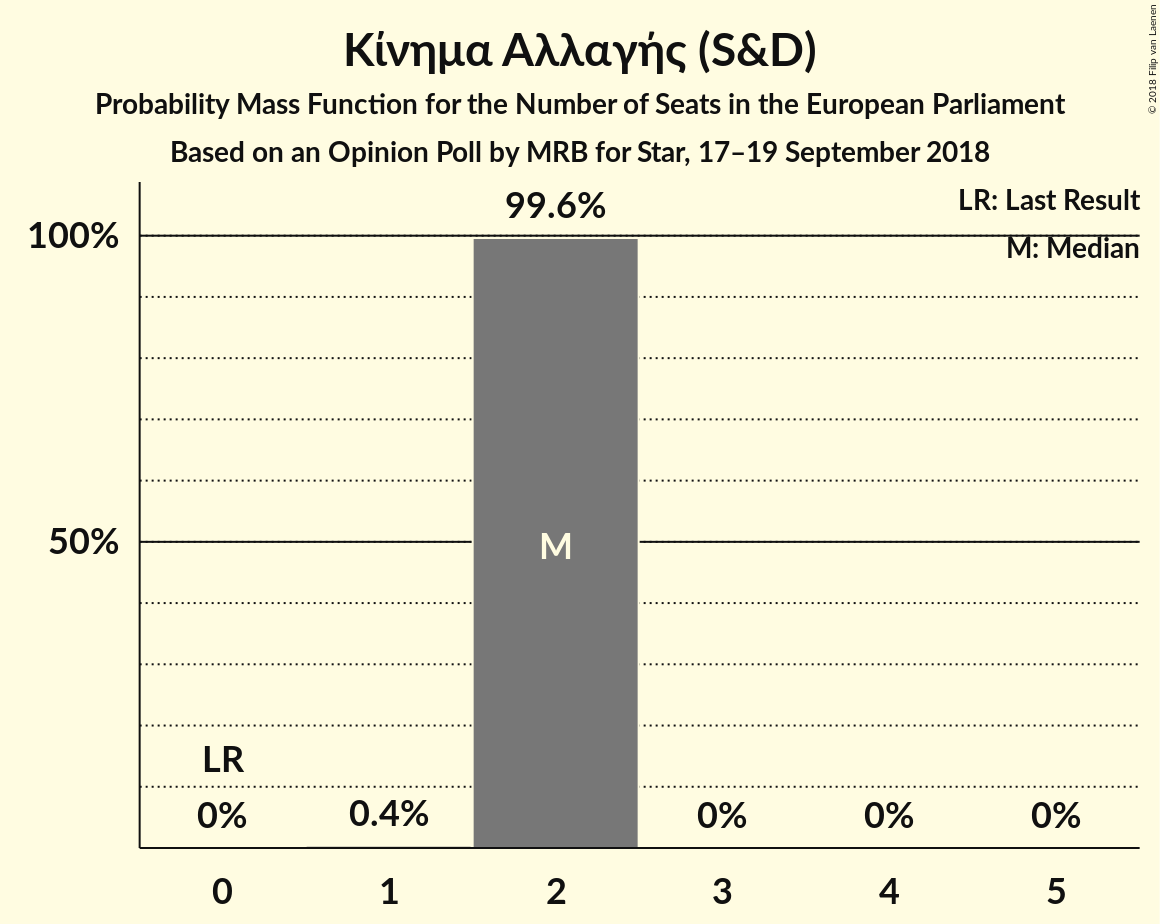 Κίνημα Αλλαγής (S&D)
Probability Mass Function for the Number of Seats in the European Parliament
Based on an Opinion Poll by MRB for Star, 17–19 September 2018
© 2018 Filip van Laenen
LR: Last Result
M: Median
99.6%
100%
50%
M
LR
0%
0.4%
0%
0%
0%
0
1
2
3
4
5